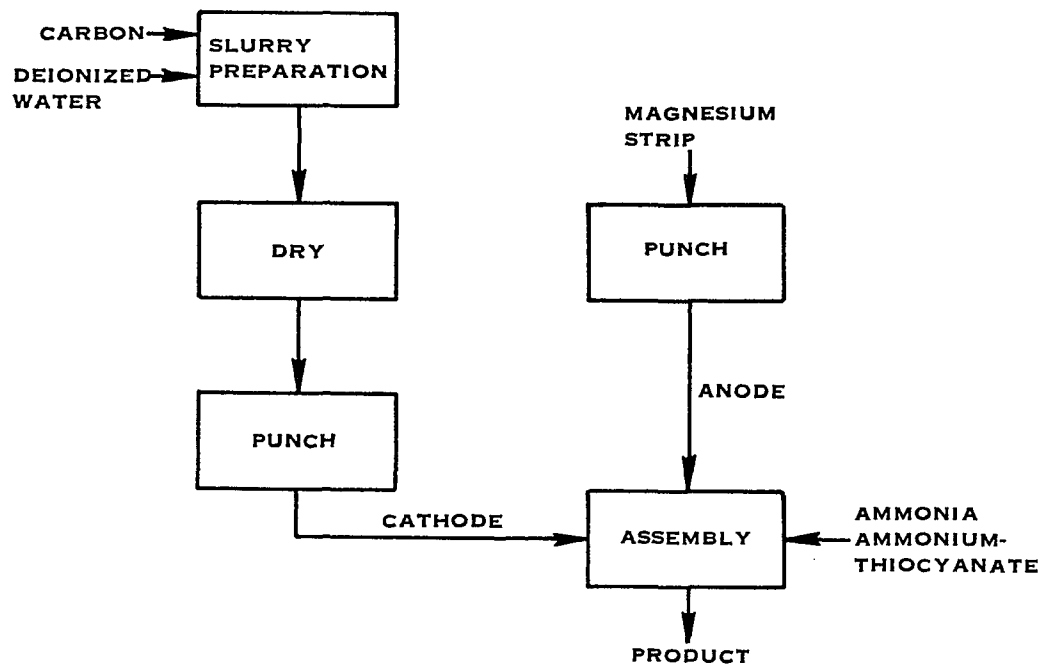 CARBON
DEIONIZED
WATER
SLURRY
PREPARATION
DRY
PUNCH
CATHODE
MAGNESIUM
STRIP
PUNCH
ANODE
ASSEMBLY
AMMONIA
AMMONIUM-
THIOCYANATE
PRODUCT